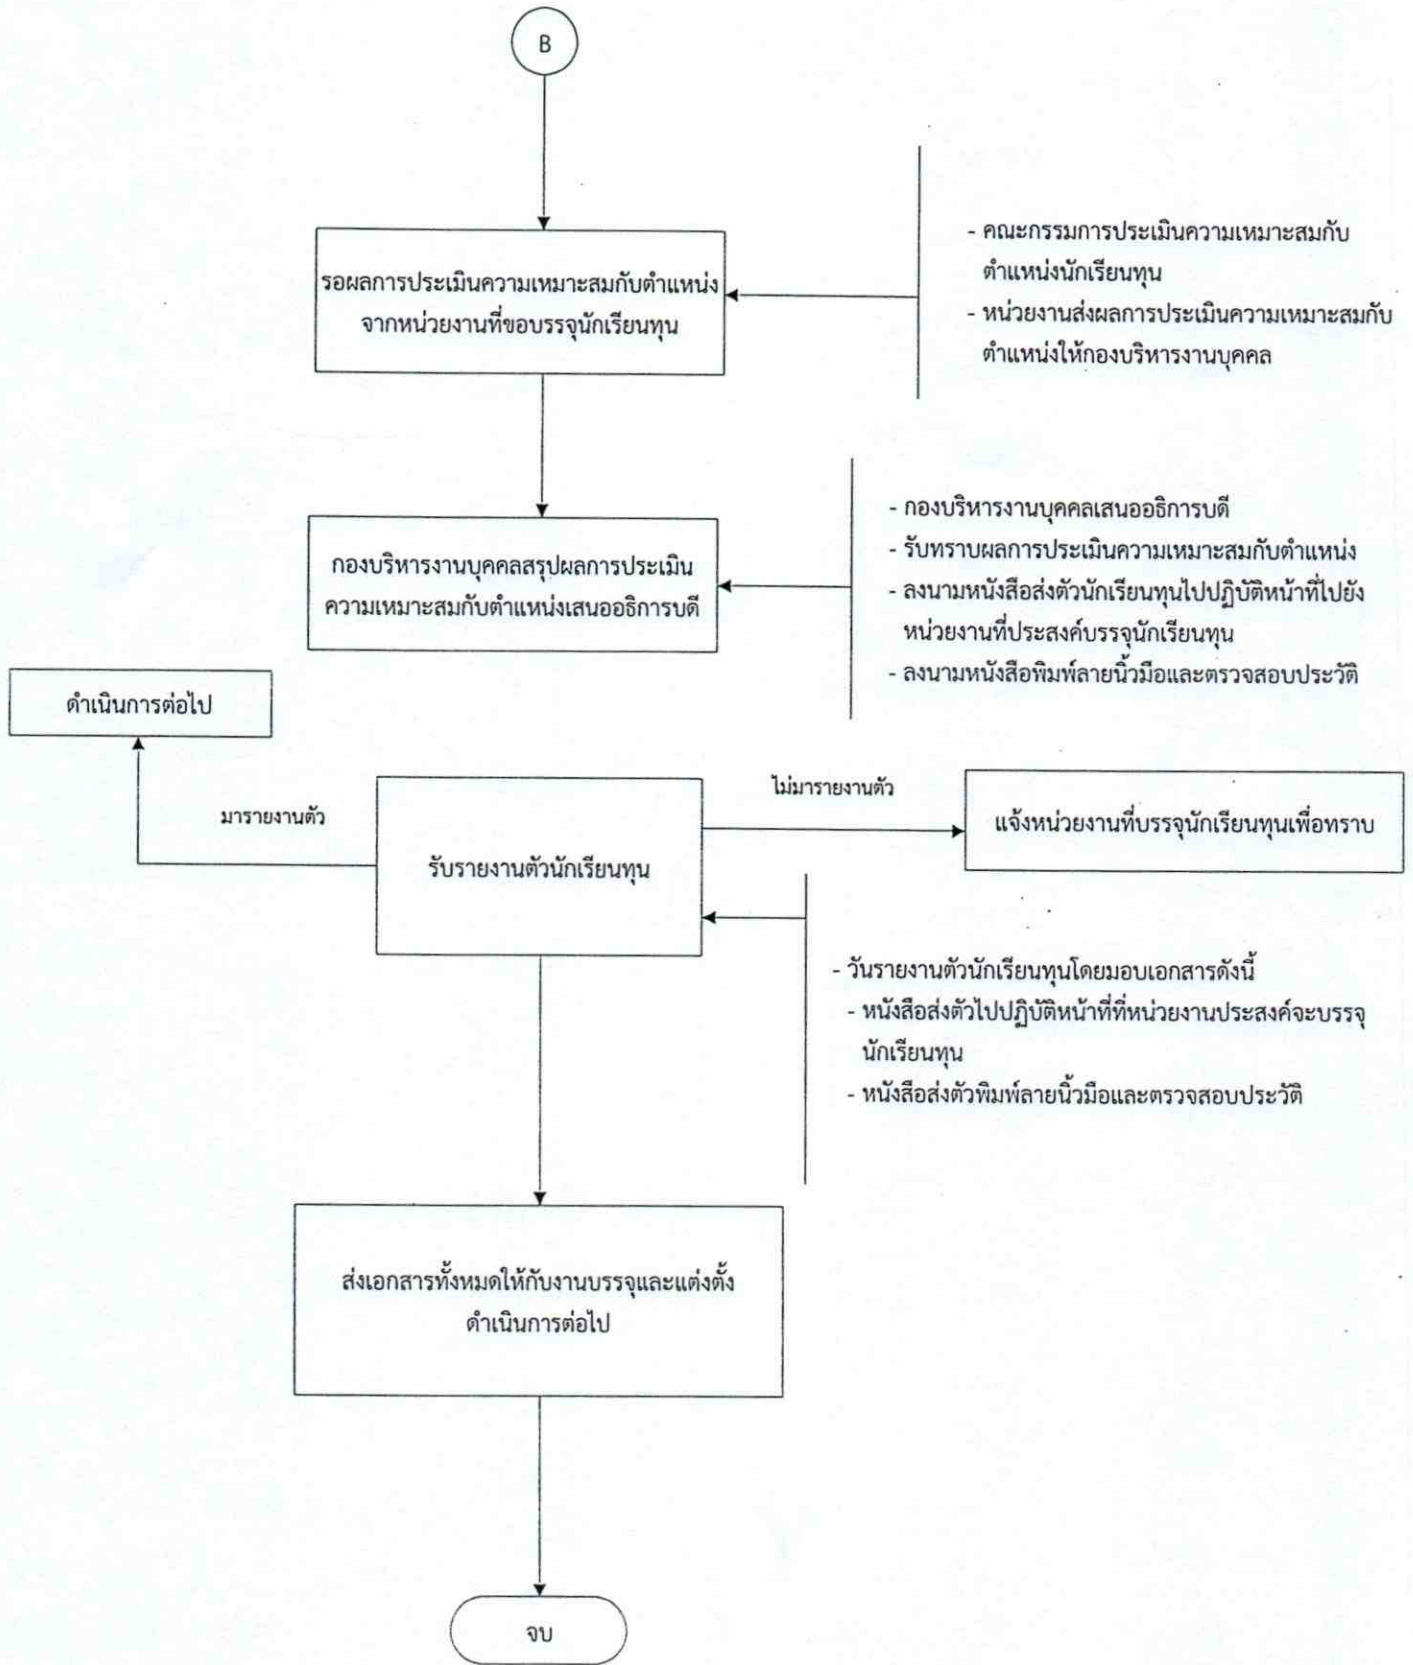 B
รอผลการประเมินความเหมาะสมกับตำแหน่ง
จากหน่วยงานที่ขอบรรจุนักเรียนทุน
- คณะกรรมการประเมินความเหมาะสมกับ
ตำแหน่งนักเรียนทุน
- หน่วยงานส่งผลการประเมินความเหมาะสมกับ
ตำแหน่งให้กองบริหารงานบุคคล
กองบริหารงานบุคคลสรุปผลการประเมิน
ความเหมาะสมกับตำแหน่งเสนออธิการบดี
- กองบริหารงานบุคคลเสนออธิการบดี
- รับทราบผลการประเมินความเหมาะสมกับตำแหน่ง
- ลงนามหนังสือส่งตัวนักเรียนทุนไปปฏิบัติหน้าที่ไปยัง
หน่วยงานที่ประสงค์บรรจุนักเรียนทุน
- ลงนามหนังสือพิมพ์ลายนิ้วมือและตรวจสอบประวัติ
ดำเนินการต่อไป
มารายงานตัว
รับรายงานตัวนักเรียนทุน
ไม่มารายงานตัว
แจ้งหน่วยงานที่บรรจุนักเรียนทุนเพื่อทราบ
- วันรายงานตัวนักเรียนทุนโดยมอบเอกสารดังนี้
- หนังสือส่งตัวไปปฏิบัติหน้าที่ที่หน่วยงานประสงค์จะบรรจุ
นักเรียนทุน
- หนังสือส่งตัวพิมพ์ลายนิ้วมือและตรวจสอบประวัติ
ส่งเอกสารทั้งหมดให้กับงานบรรจุและแต่งตั้ง
ดำเนินการต่อไป
จบ